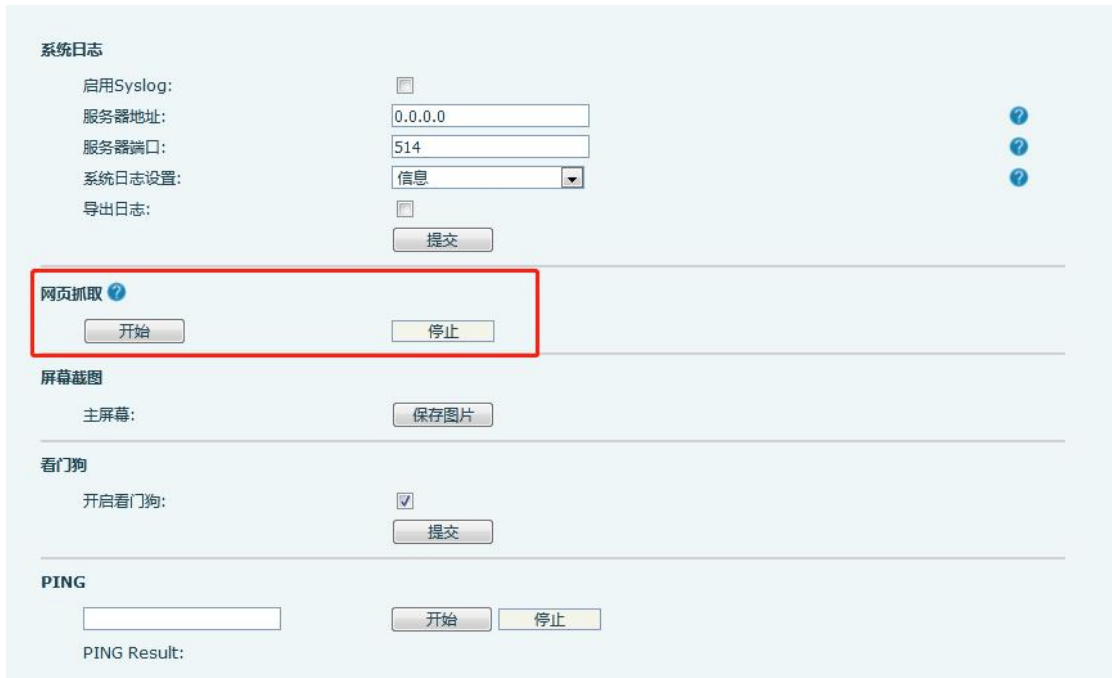 系统日志
启用Syslog:
服务器地址: 0.0.0.0 ?
服务器端口: 514 ?
系统日志设置: 信息 ?
导出日志:
提交
网页抓取 ?
开始 停止
屏幕截图
主屏幕: 保存图片
看门狗
开启看门狗:
提交
PING
开始 停止
PING Result: